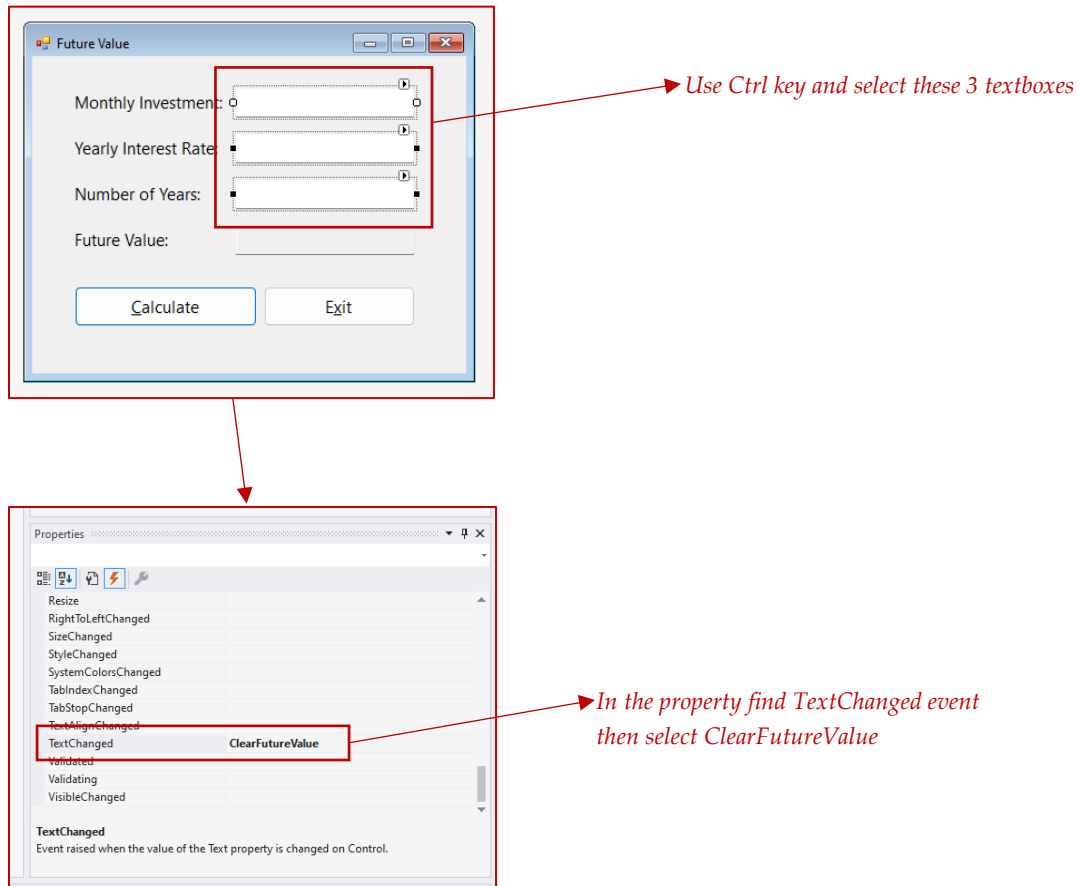 Future Value
Monthly Investment:
Use Ctrl key and select these 3 textboxes
Yearly Interest Rate:
Number of Years:
Future Value:
Calculate
Exit
Properties
Resize
RightToLeftChanged
SizeChanged
StyleChanged
SystemColorsChanged
TabIndexChanged
TabStopChanged
TextAlignChanged
TextChanged ClearFutureValue
Validated
Validating
VisibleChanged
In the property find TextChanged event
then select ClearFutureValue
TextChanged
Event raised when the value of the Text property is changed on Control.